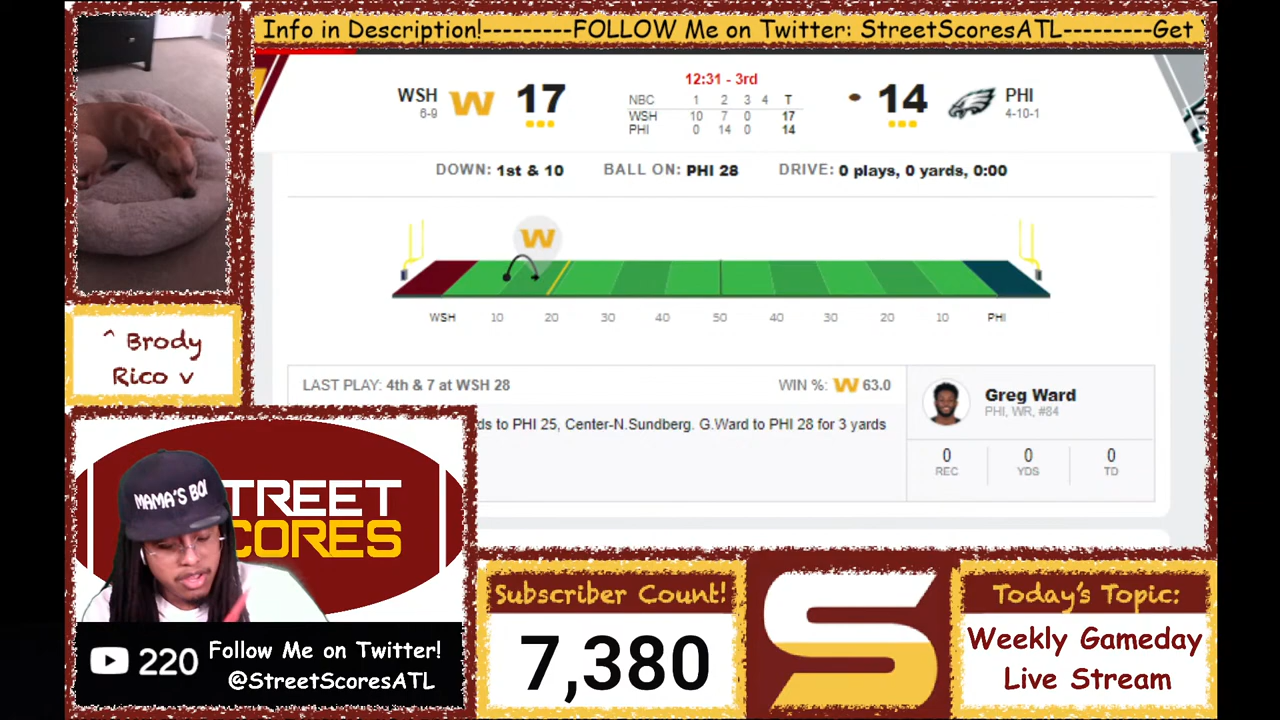 Info in Description!---------FOLLOW Me on Twitter: StreetScoresATL---------Get
WSH
6-9
W
17
12:31 - 3rd
NBC 1 2 3 4 T
WSH 10 7 0 17
PHI 0 14 0 14
14
PHI
4-10-1
DOWN: 1st & 10 BALL ON: PHI 28 DRIVE: 0 plays, 0 yards, 0:00
W
WSH 10 20 30 40 50 40 30 20 10 PHI
LAST PLAY: 4th & 7 at WSH 28 WIN %: W 63.0
ds to PHI 25, Center-N.Sundberg. G.Ward to PHI 28 for 3 yards
Greg Ward
PHI, WR, #84
0 0 0
REC YDS TD
^ Brody
Rico v
MAMA'S BOY
TREET
CORES
220
Follow Me on Twitter!
@StreetScoresATL
Subscriber Count!
7,380
S
Today's Topic:
Weekly Gameday
Live Stream